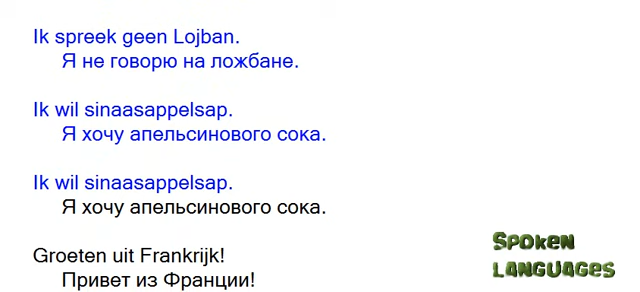 Ik spreek geen Lojban.
Я не говорю на ложбане.
Ik wil sinaasappelsap.
Я хочу апельсинового сока.
Ik wil sinaasappelsap.
Я хочу апельсинового сока.
Groeten uit Frankrijk!
Привет из Франции!
Spoken
Languages